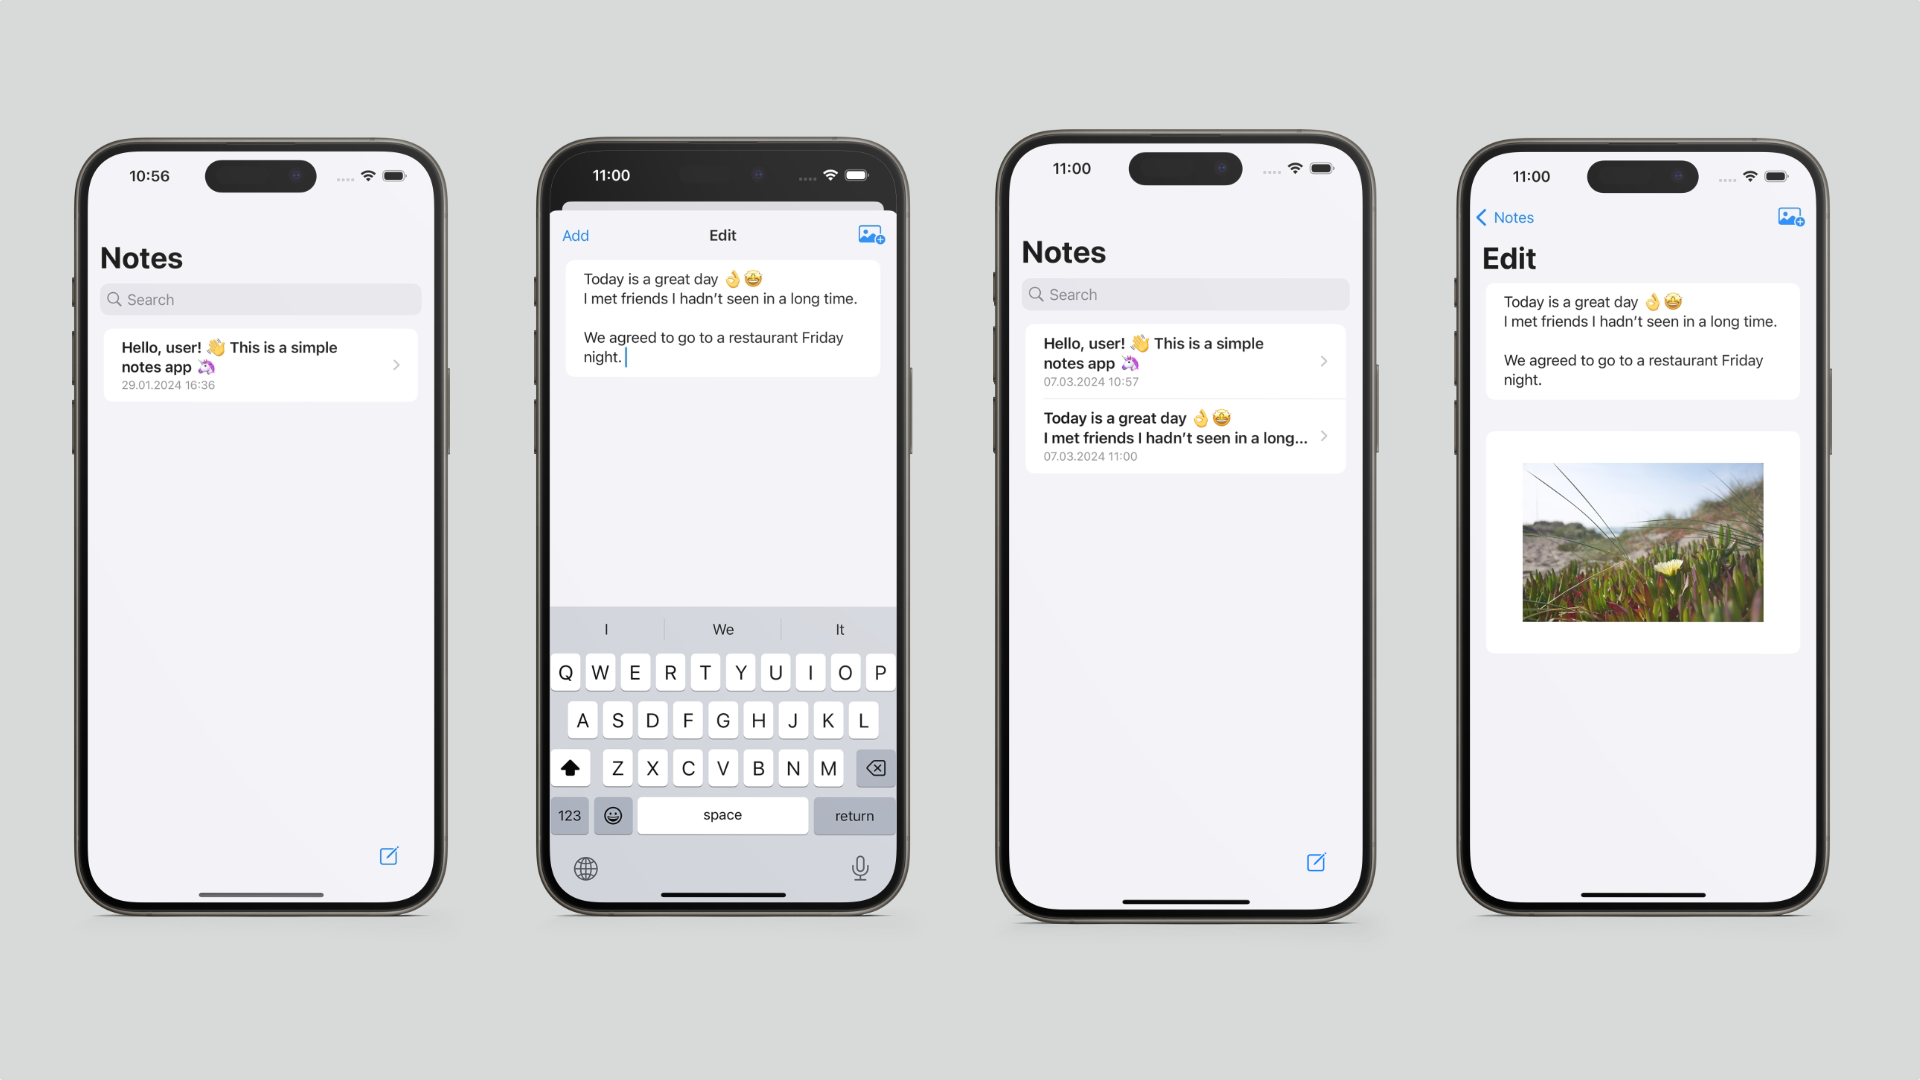 10:56
Notes
Search
Hello, user! 👋 This is a simple
notes app 🦄
29.01.2024 16:36
11:00
Add
Edit
Today is a great day 👌🤩
I met friends I hadn’t seen in a long time.
We agreed to go to a restaurant Friday
night.
I We It
Q W E R T Y U I O P
A S D F G H J K L
Z X C V B N M
123 space return
11:00
Notes
Search
Hello, user! 👋 This is a simple
notes app 🦄
07.03.2024 10:57
Today is a great day 👌🤩
I met friends I hadn’t seen in a long...
07.03.2024 11:00
11:00
Notes
Edit
Today is a great day 👌🤩
I met friends I hadn’t seen in a long time.
We agreed to go to a restaurant Friday
night.